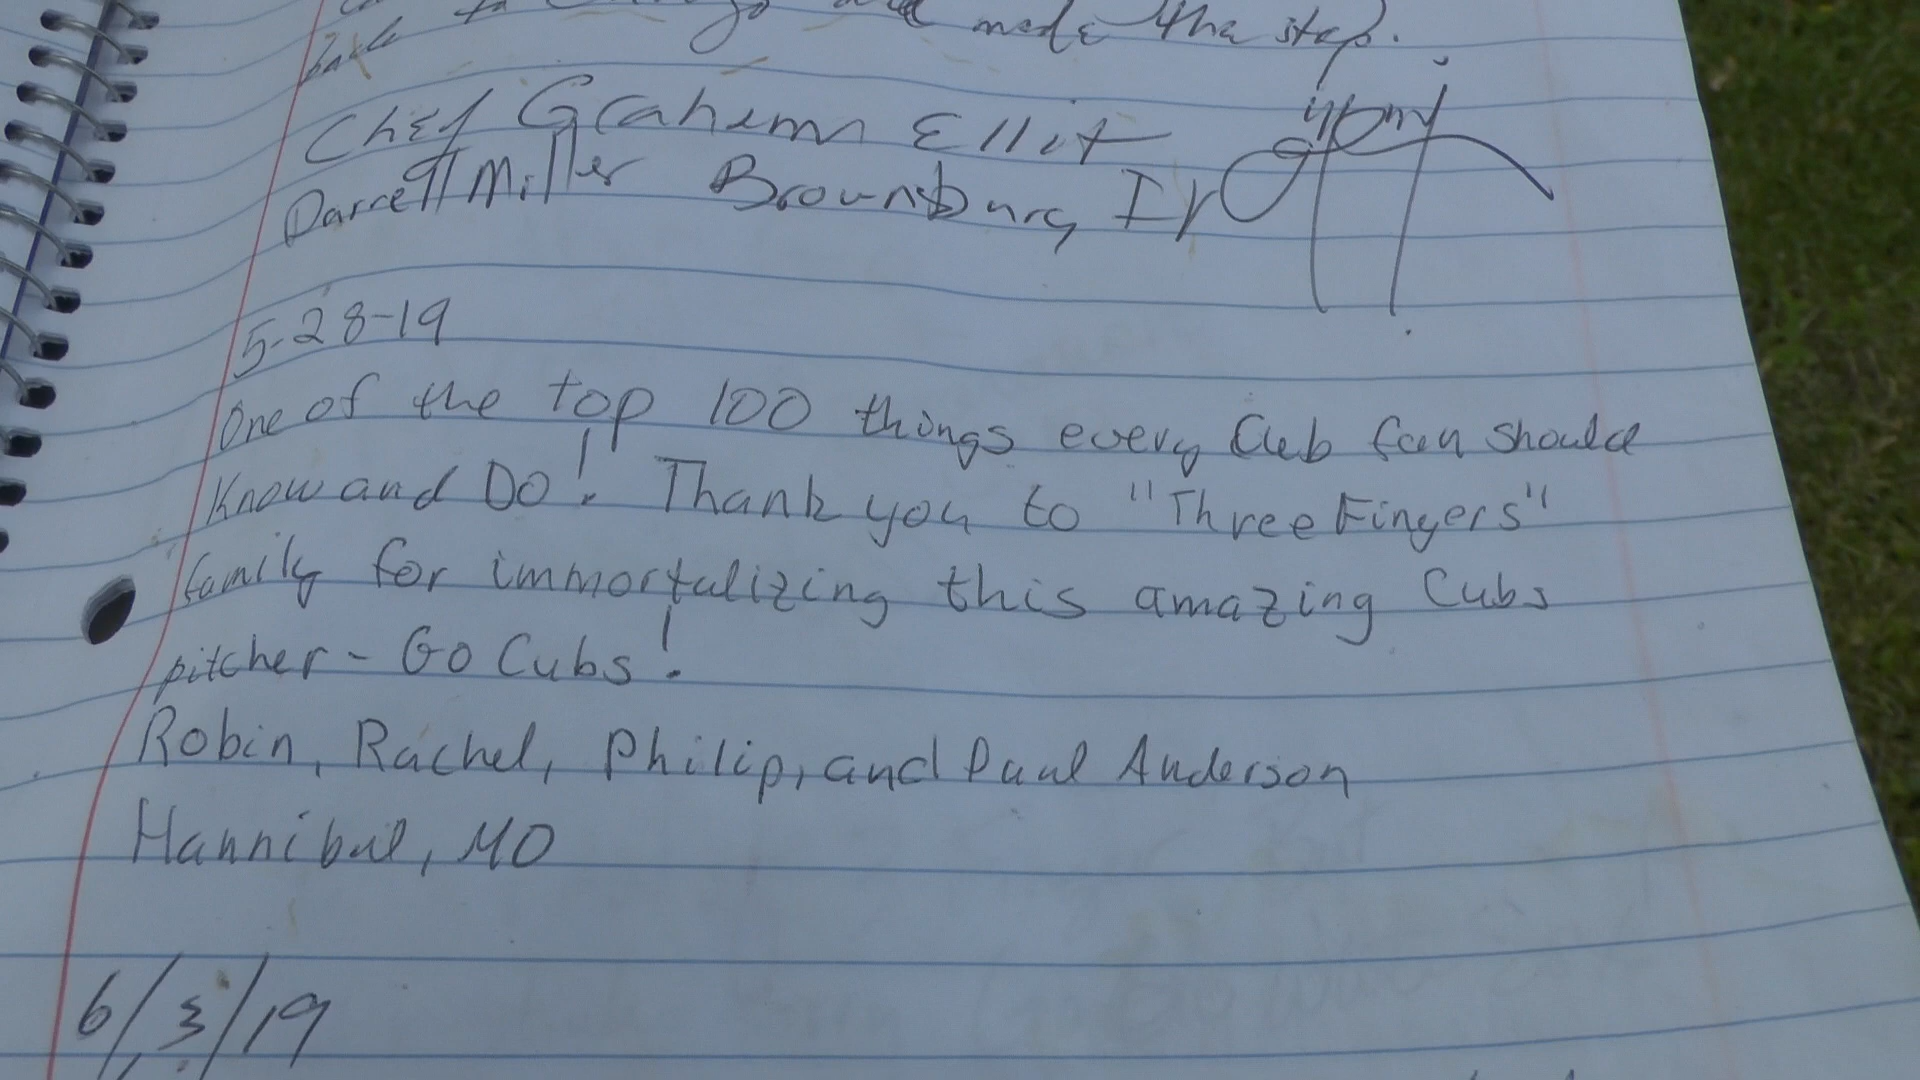 made the step.
Chef Grahem Ellit
Darrell Miller Brownsburg, In
5-28-19
One of the top 100 things every Cub fan should
Know and Do! Thank you to "Three Fingers"
family for immortalizing this amazing Cubs
pitcher - Go Cubs!
Robin, Rachel, Philip, and Paul Anderson
Hannibal, MO
6/3/19